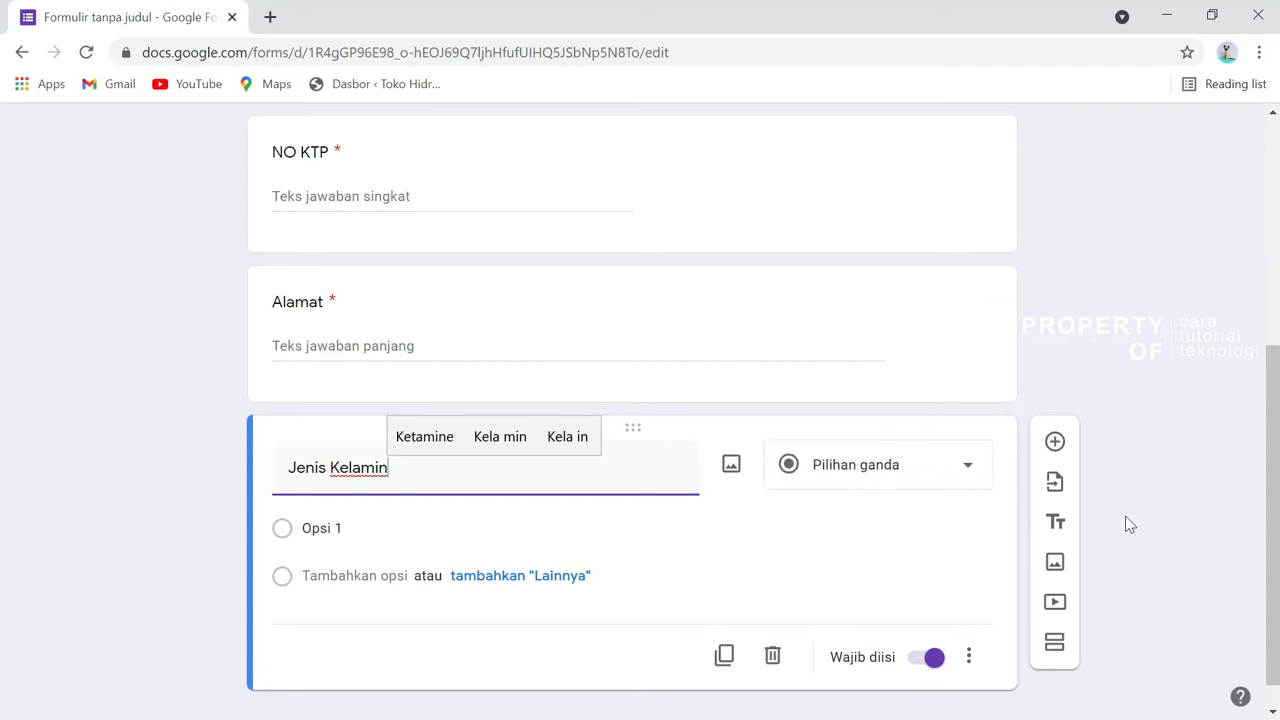 Formulir tanpa judul - Google Fo
docs.google.com/forms/d/1R4gGP96E98_o-hEOJ69Q7ljhHfufUIHQ5JSbNp5N8To/edit
Apps
Gmail
YouTube
Maps
Dasbor ‹ Toko Hidr...
Reading list
NO KTP *
Teks jawaban singkat
Alamat *
Teks jawaban panjang
PROPERTY OF
cara tutorial teknologi
Ketamine Kela min Kela in
Jenis Kelamin
Pilihan ganda
Opsi 1
Tambahkan opsi atau tambahkan "Lainnya"
Wajib diisi